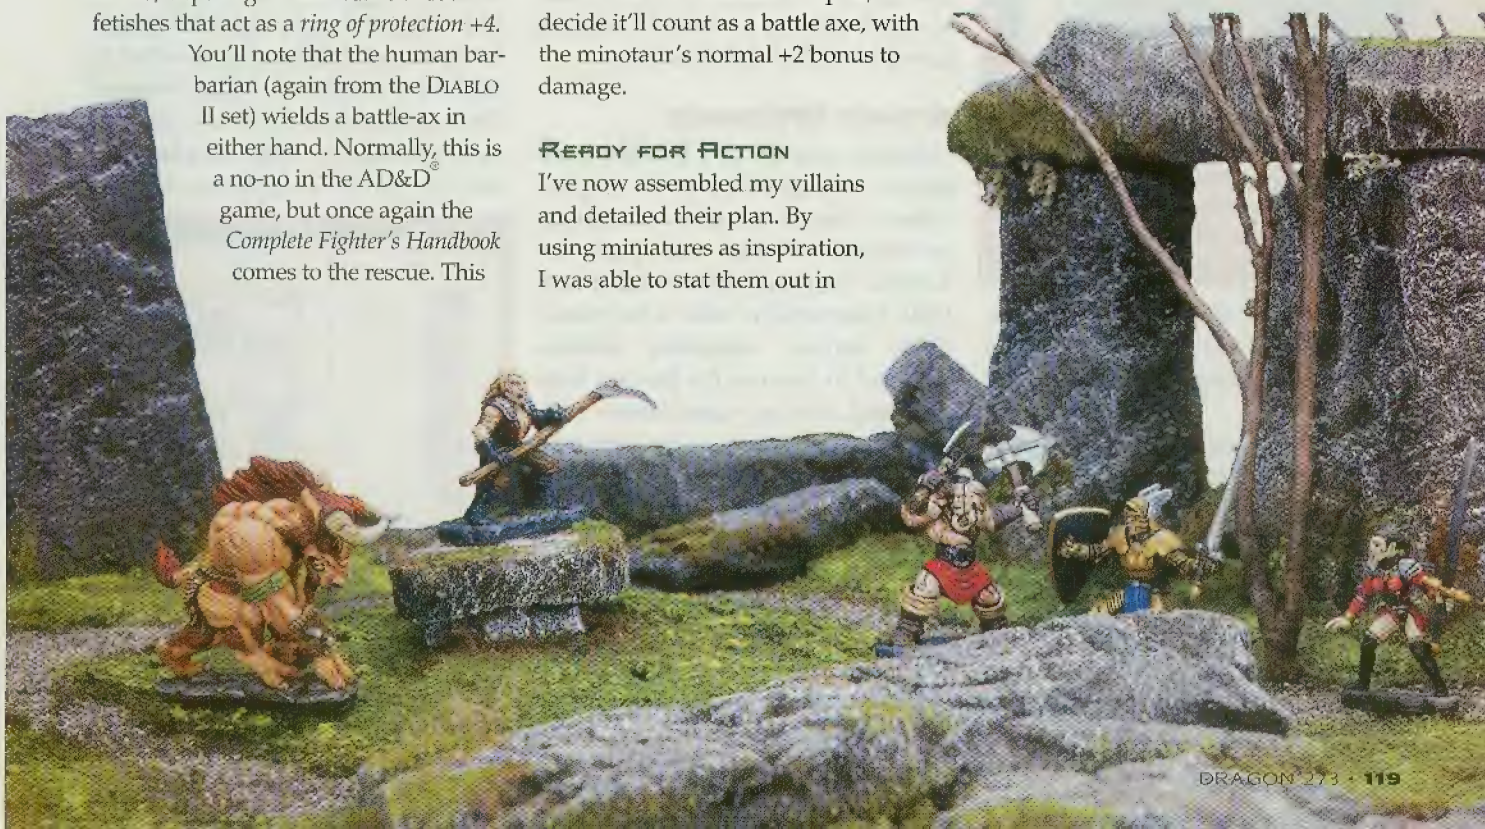 fetishes that act as a ring of protection +4.
You'll note that the human bar-
barian (again from the DIABLO
II set) wields a battle-ax in
either hand. Normally, this is
a no-no in the AD&D®
game, but once again the
Complete Fighter's Handbook
comes to the rescue. This
decide it'll count as a battle axe, with
the minotaur's normal +2 bonus to
damage.
READY FOR ACTION
I've now assembled my villains
and detailed their plan. By
using miniatures as inspiration,
I was able to stat them out in
DRAGON 273 • 119